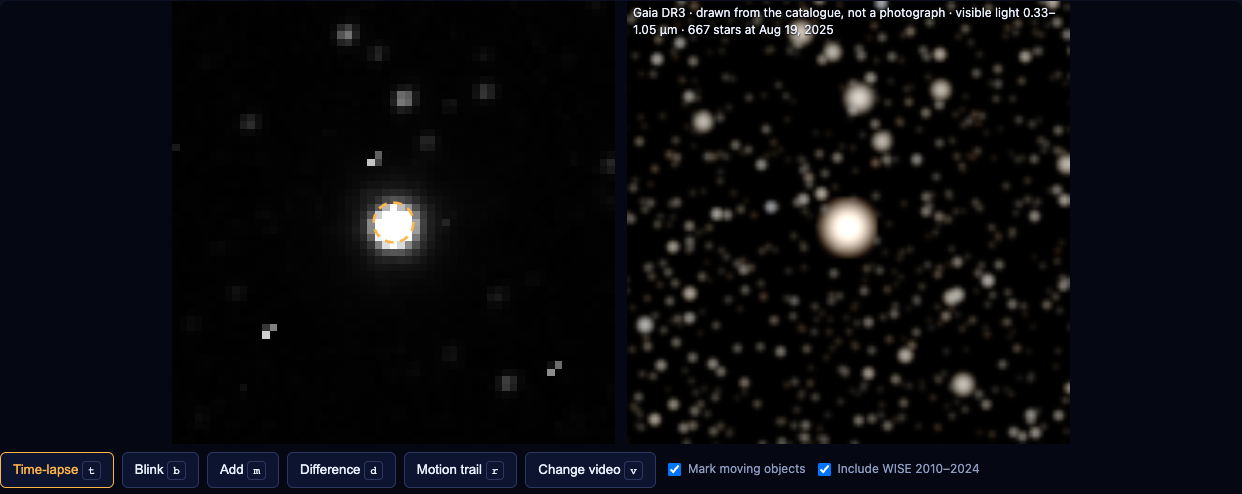 Gaia DR3 · drawn from the catalogue, not a photograph · visible light 0.33–
1.05 µm · 667 stars at Aug 19, 2025
Time-lapse t Blink b Add m Difference d Motion trail r Change video v Mark moving objects Include WISE 2010–2024